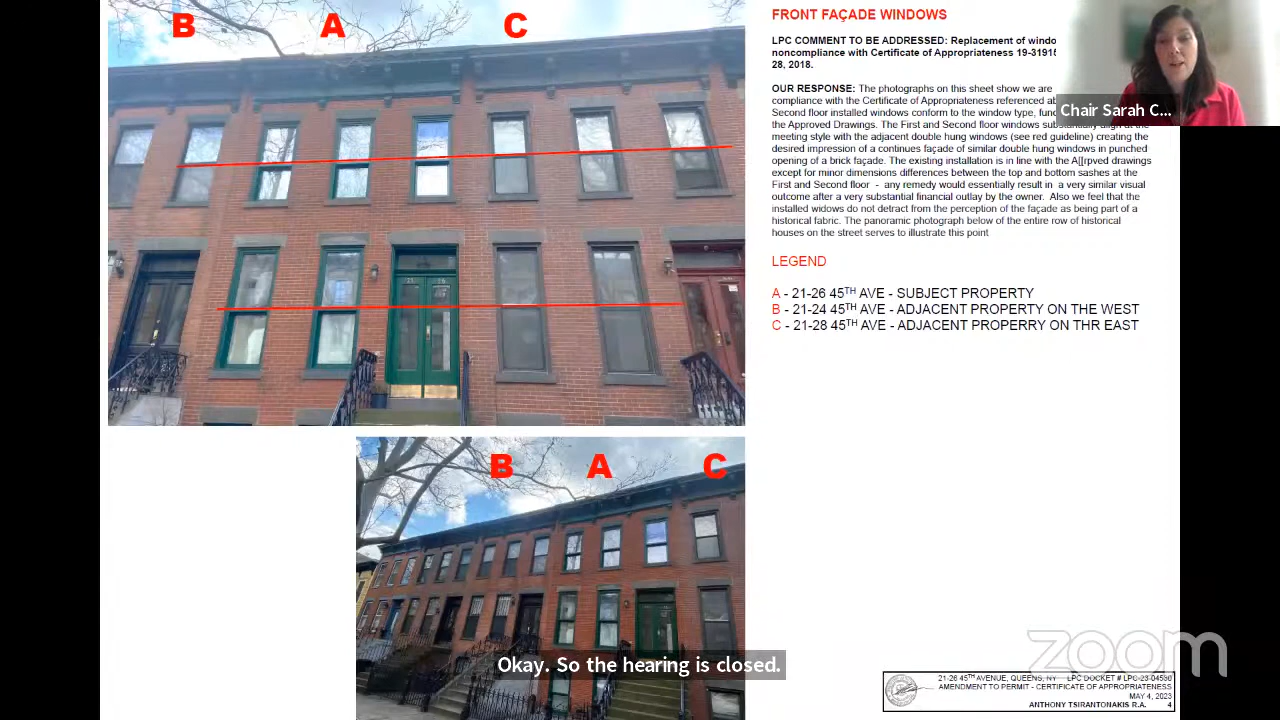 B A C
FRONT FAÇADE WINDOWS
LPC COMMENT TO BE ADDRESSED: Replacement of windo
noncompliance with Certificate of Appropriateness 19-3191
28, 2018.
OUR RESPONSE: The photographs on this sheet show we are
compliance with the Certificate of Appropriateness referenced
Second floor installed windows conform to the window type,
the Approved Drawings. The First and Second floor windows
meeting style with the adjacent double hung windows (see red guideline) creating the
desired impression of a continues façade of similar double hung windows in punched
opening of a brick façade. The existing installation is in line with the A[[rpved drawings
except for minor dimensions differences between the top and bottom sashes at the
First and Second floor - any remedy would essentially result in a very similar visual
outcome after a very substantial financial outlay by the owner. Also we feel that the
installed widows do not detract from the perception of the façade as being part of a
historical fabric. The panoramic photograph below of the entire row of historical
houses on the street serves to illustrate this point
LEGEND
A - 21-26 45TH AVE - SUBJECT PROPERTY
B - 21-24 45TH AVE - ADJACENT PROPERTY ON THE WEST
C - 21-28 45TH AVE - ADJACENT PROPERRY ON THR EAST
Chair Sarah C...
B A C
Okay. So the hearing is closed.
zoom
21-26 45TH AVENUE, QUEENS, NY LPC DOCKET # LPC-23-04530
AMENDMENT TO PERMIT - CERTIFICATE OF APPROPRIATENESS
MAY 4, 2023
ANTHONY TSIRANTONAKIS R.A. 4